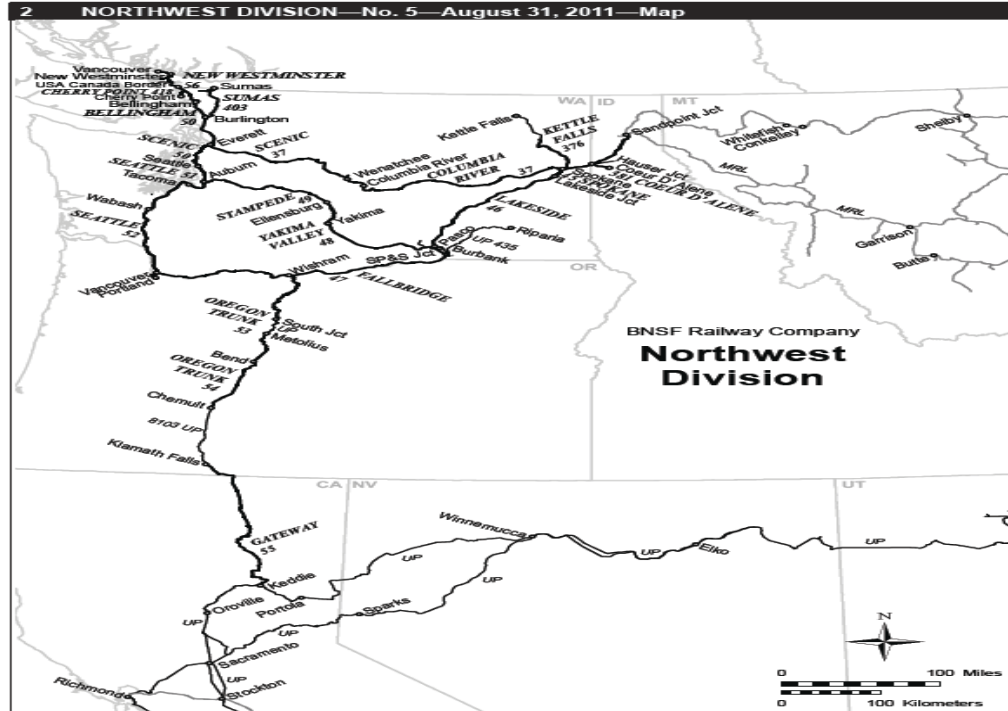 2 NORTHWEST DIVISION—No. 5—August 31, 2011—Map
Vancouver
New Westminster
NEW WESTMINSTER
USA Canada Border
56
Sumas
CHERRY POINT 418
Cherry Point
SUMAS
403
Bellingham
BELLINGHAM
50
Burlington
WA
ID
MT
SCENIC
50
Everett
SCENIC
37
Kettle Falls
KETTLE
FALLS
376
Sandpoint Jct
Whitefish
Conkelley
Shelby
Seattle
SEATTLE 51
Tacoma
Auburn
Wenatchee
Columbia River
COLUMBIA
RIVER
37
Hauser Jct
Coeur D' Alene
391 COEUR D'ALENE
Spokane
SPOKANE
Lakeside Jct
MRL
MRL
Wabash
SEATTLE
52
STAMPEDE
49
Ellensburg
Yakima
YAKIMA
VALLEY
48
LAKESIDE
46
Riparia
UP 435
Pasco
Burbank
SP&S Jct
Garrison
Butte
Vancouver
Portland
Wishram
47
FALLBRIDGE
OR
OREGON
TRUNK
53
South Jct
UP
Metolius
BNSF Railway Company
Northwest
Division
Bend
OREGON
TRUNK
54
Chemult
8103 UP
Klamath Falls
CA
NV
UT
GATEWAY
55
Winnemucca
UP
UP
Elko
UP
Keddie
UP
Oroville
Portola
Sparks
UP
UP
N
Sacramento
UP
Richmond
Stockton
0 100 Miles
0 100 Kilometers